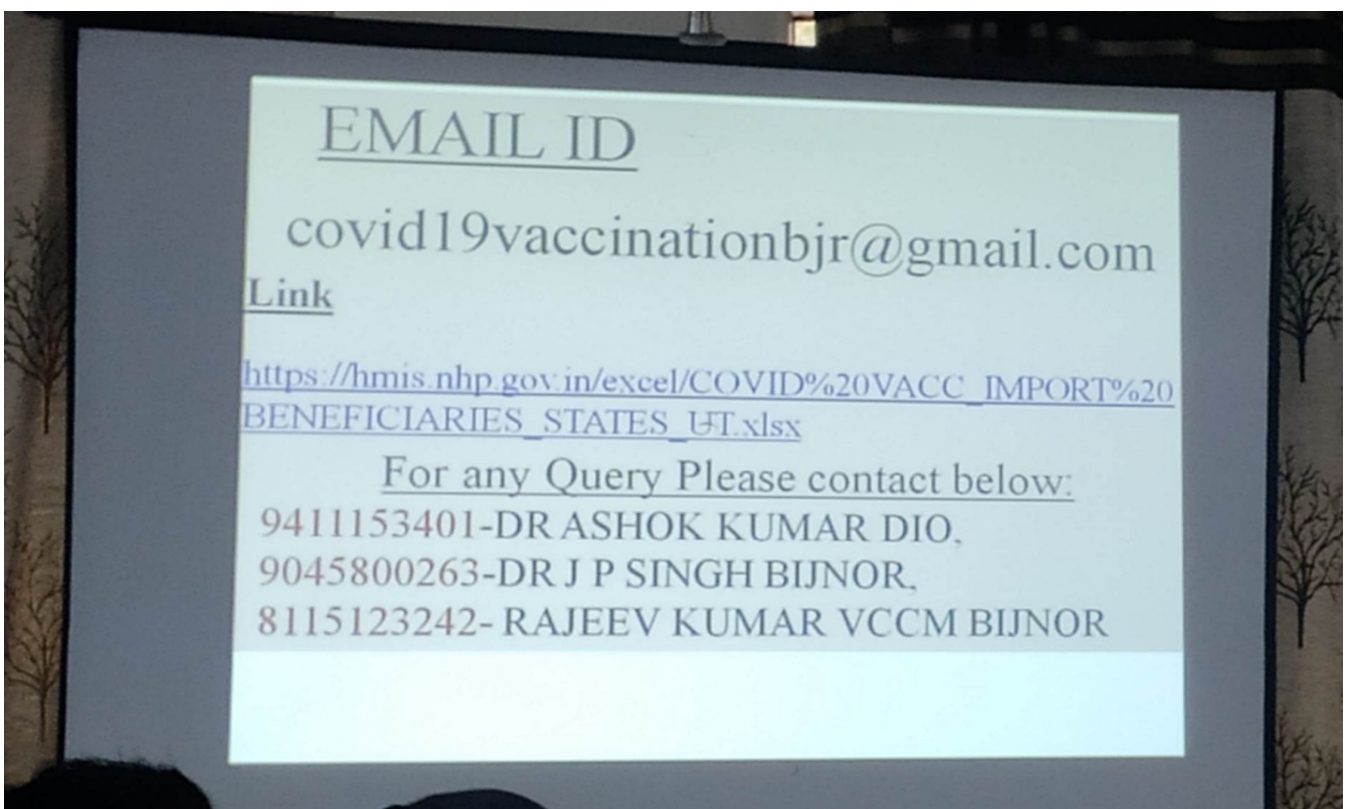 EMAIL ID
covid19vaccinationbjr@gmail.com
Link
https://hmis.nhp.gov.in/excel/COVID%20VACC_IMPORT%20
BENEFICIARIES_STATES_UT.xlsx
For any Query Please contact below:
9411153401-DR ASHOK KUMAR DIO,
9045800263-DR J P SINGH BIJNOR,
8115123242- RAJEEV KUMAR VCCM BIJNOR